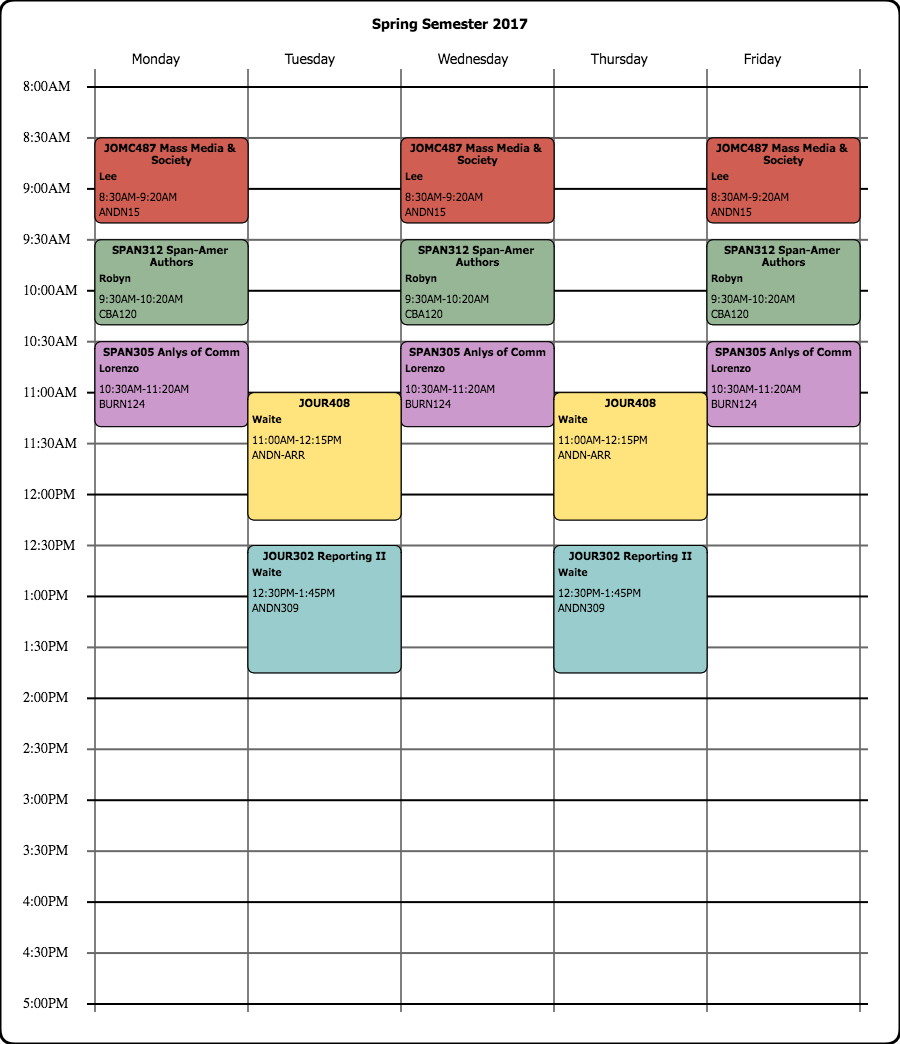 Spring Semester 2017
Monday
Tuesday
Wednesday
Thursday
Friday
8:00AM
8:30AM
JOMC487 Mass Media &
Society
Lee
8:30AM-9:20AM
ANDN15
JOMC487 Mass Media &
Society
Lee
8:30AM-9:20AM
ANDN15
JOMC487 Mass Media &
Society
Lee
8:30AM-9:20AM
ANDN15
9:00AM
9:30AM
SPAN312 Span-Amer
Authors
Robyn
9:30AM-10:20AM
CBA120
SPAN312 Span-Amer
Authors
Robyn
9:30AM-10:20AM
CBA120
SPAN312 Span-Amer
Authors
Robyn
9:30AM-10:20AM
CBA120
10:00AM
10:30AM
SPAN305 Anlys of Comm
Lorenzo
10:30AM-11:20AM
BURN124
SPAN305 Anlys of Comm
Lorenzo
10:30AM-11:20AM
BURN124
SPAN305 Anlys of Comm
Lorenzo
10:30AM-11:20AM
BURN124
11:00AM
JOUR408
Waite
11:00AM-12:15PM
ANDN-ARR
JOUR408
Waite
11:00AM-12:15PM
ANDN-ARR
11:30AM
12:00PM
12:30PM
JOUR302 Reporting II
Waite
12:30PM-1:45PM
ANDN309
JOUR302 Reporting II
Waite
12:30PM-1:45PM
ANDN309
1:00PM
1:30PM
2:00PM
2:30PM
3:00PM
3:30PM
4:00PM
4:30PM
5:00PM